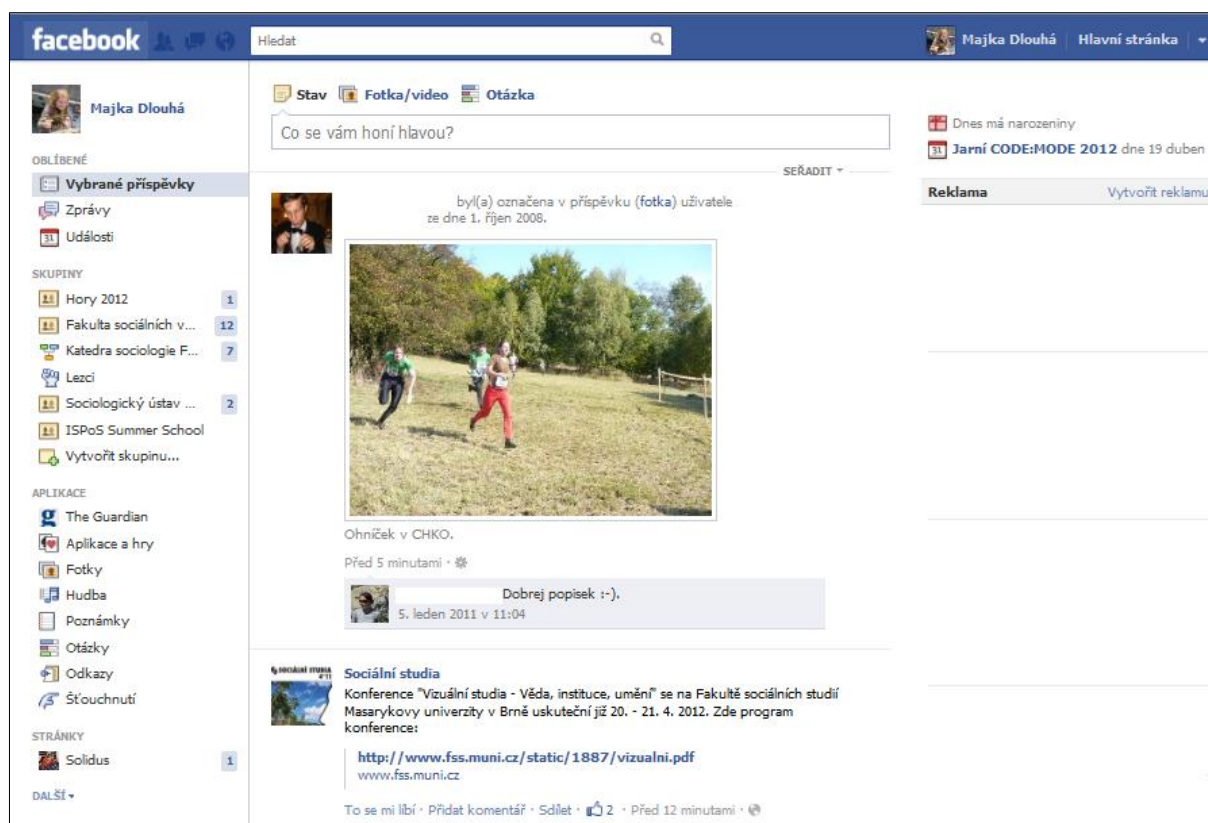 facebook
Hledat
Majka Dlouhá
Hlavní stránka
Majka Dlouhá
OBLÍBENÉ
Vybrané příspěvky
Zprávy
31 Události
SKUPINY
Hory 2012 1
Fakulta sociálních v... 12
Katedra sociologie F... 7
Lezci
Sociologický ústav ... 2
ISPoS Summer School
Vytvořit skupinu...
APLIKACE
The Guardian
Aplikace a hry
Fotky
Hudba
Poznámky
Otázky
Odkazy
Šťouchnutí
STRÁNKY
Solidus 1
DALŠÍ
Stav Fotka/video Otázka
Co se vám honí hlavou?
SEŘADIT
byl(a) označena v příspěvku (fotka) uživatele
ze dne 1. říjen 2008.
Ohníček v CHKO.
Před 5 minutami ·
Dobrej popisek :-).
5. leden 2011 v 11:04
SOCIÁLNÍ STUDIA
Sociální studia
Konference "Vizuální studia - Věda, instituce, umění" se na Fakultě sociálních studií
Masarykovy univerzity v Brně uskuteční již 20. - 21. 4. 2012. Zde program
konference:
http://www.fss.muni.cz/static/1887/vizualni.pdf
www.fss.muni.cz
To se mi líbí · Přidat komentář · Sdílet · 2 · Před 12 minutami ·
Dnes má narozeniny
31 Jarní CODE:MODE 2012 dne 19 duben
Reklama Vytvořit reklamu